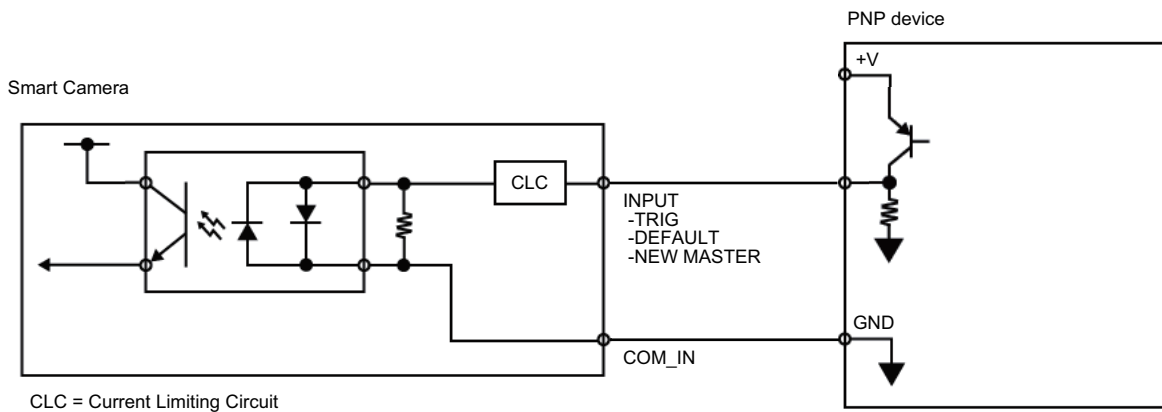 PNP device
+V
Smart Camera
CLC
INPUT
-TRIG
-DEFAULT
-NEW MASTER
GND
COM_IN
CLC = Current Limiting Circuit